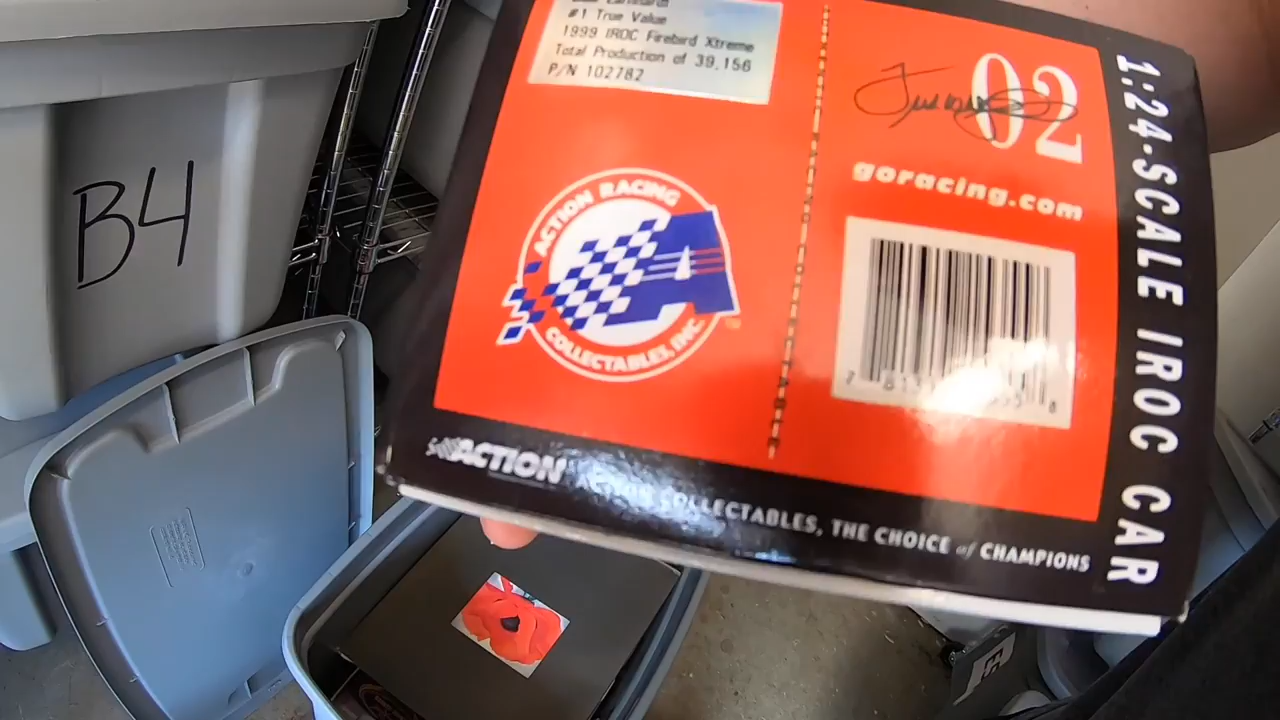 #1 True Value
1999 IROC Firebird Xtreme
Total Production of 39,156
P/N 102782
02
goracing.com
1:24-SCALE IROC CAR
ACTION RACING
COLLECTABLES, INC.
ACTION
COLLECTABLES, THE CHOICE of CHAMPIONS
B4